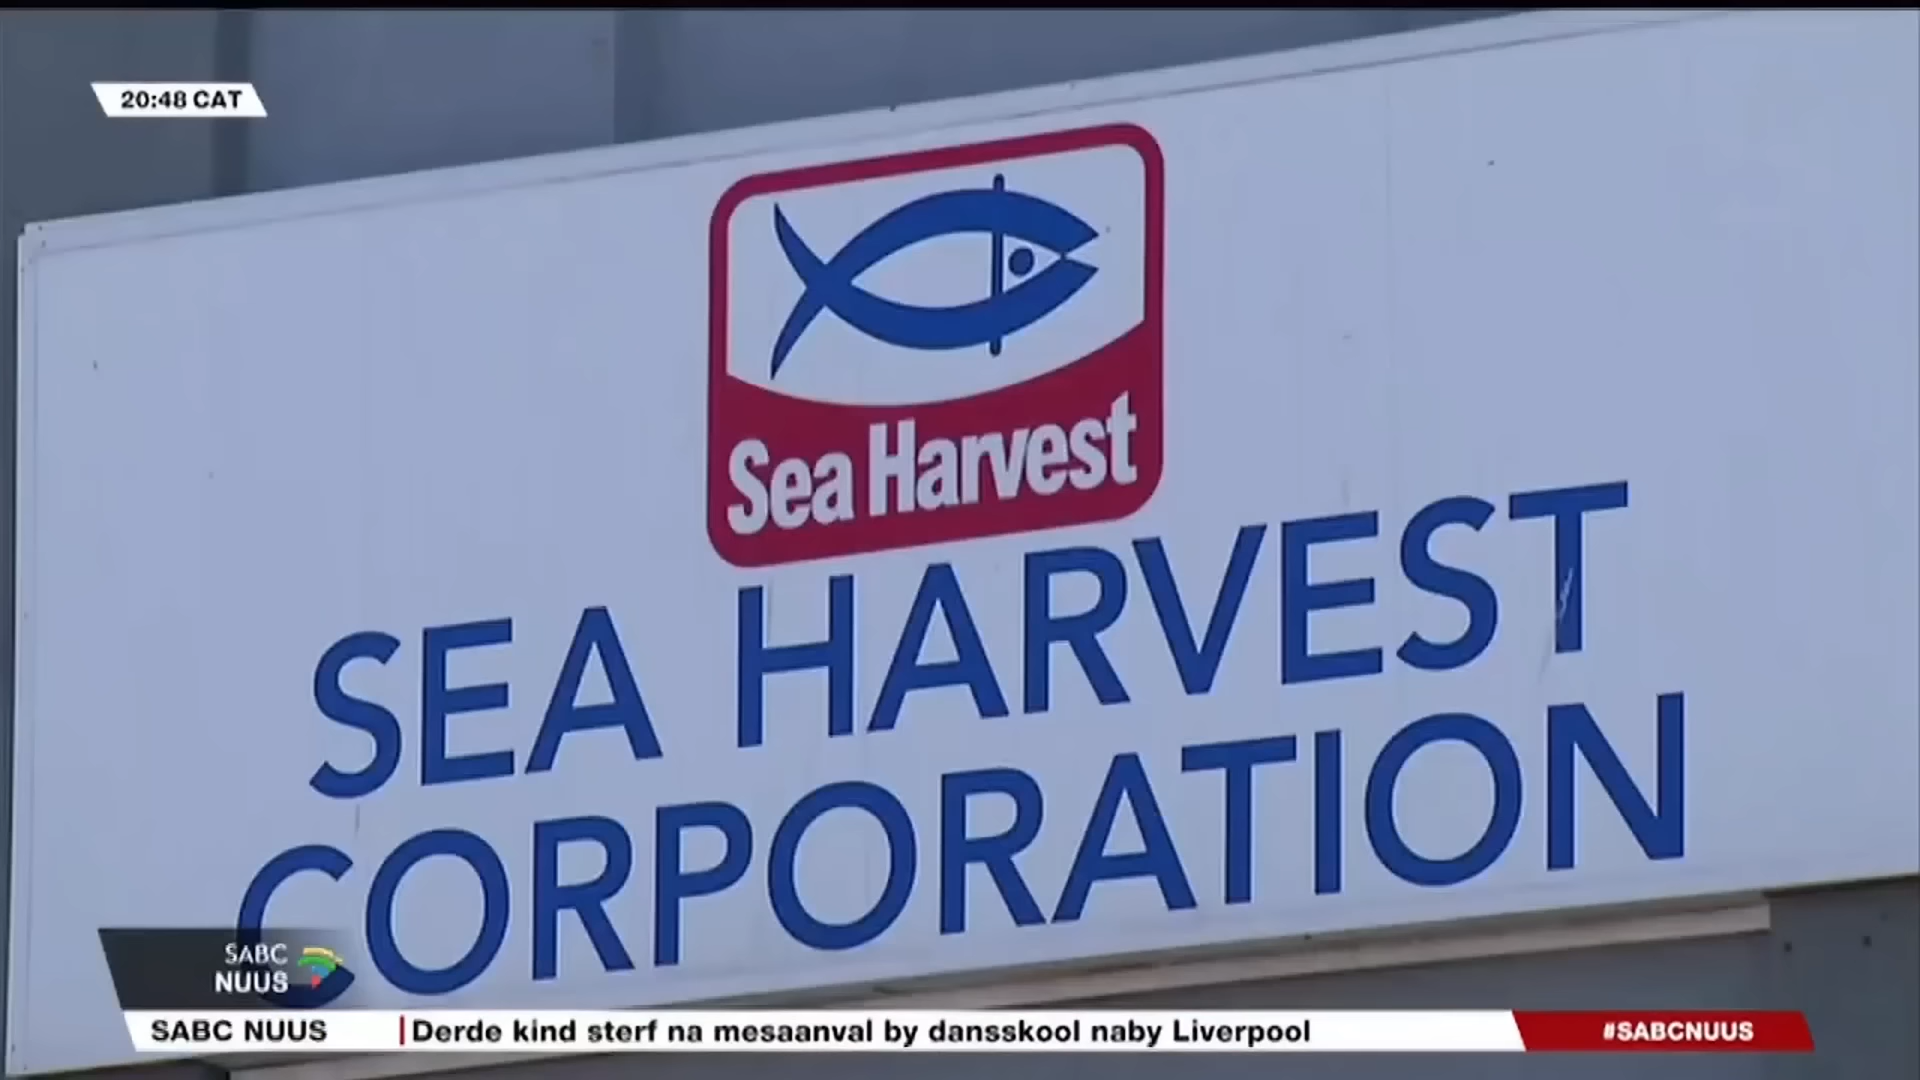 20:48 CAT
Sea Harvest
SEA HARVEST
CORPORATION
SABC
NUUS
SABC NUUS
Derde kind sterf na mesaanval by dansskool naby Liverpool
#SABCNUUS